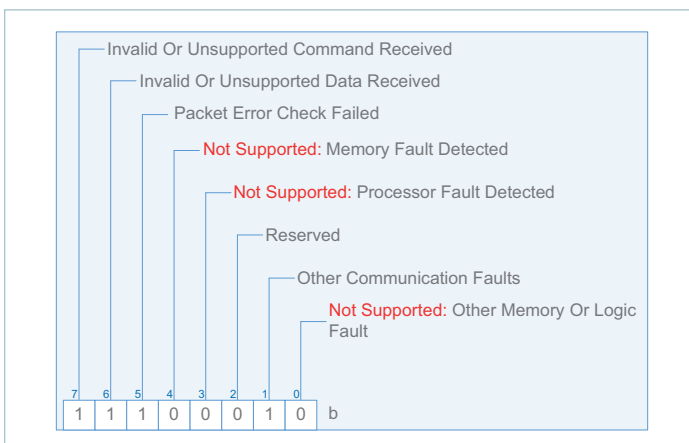 Invalid Or Unsupported Command Received
Invalid Or Unsupported Data Received
Packet Error Check Failed
Not Supported: Memory Fault Detected
Not Supported: Processor Fault Detected
Reserved
Other Communication Faults
Not Supported: Other Memory Or Logic
Fault
7 6 5 4 3 2 1 0
1 1 1 0 0 0 1 0 b